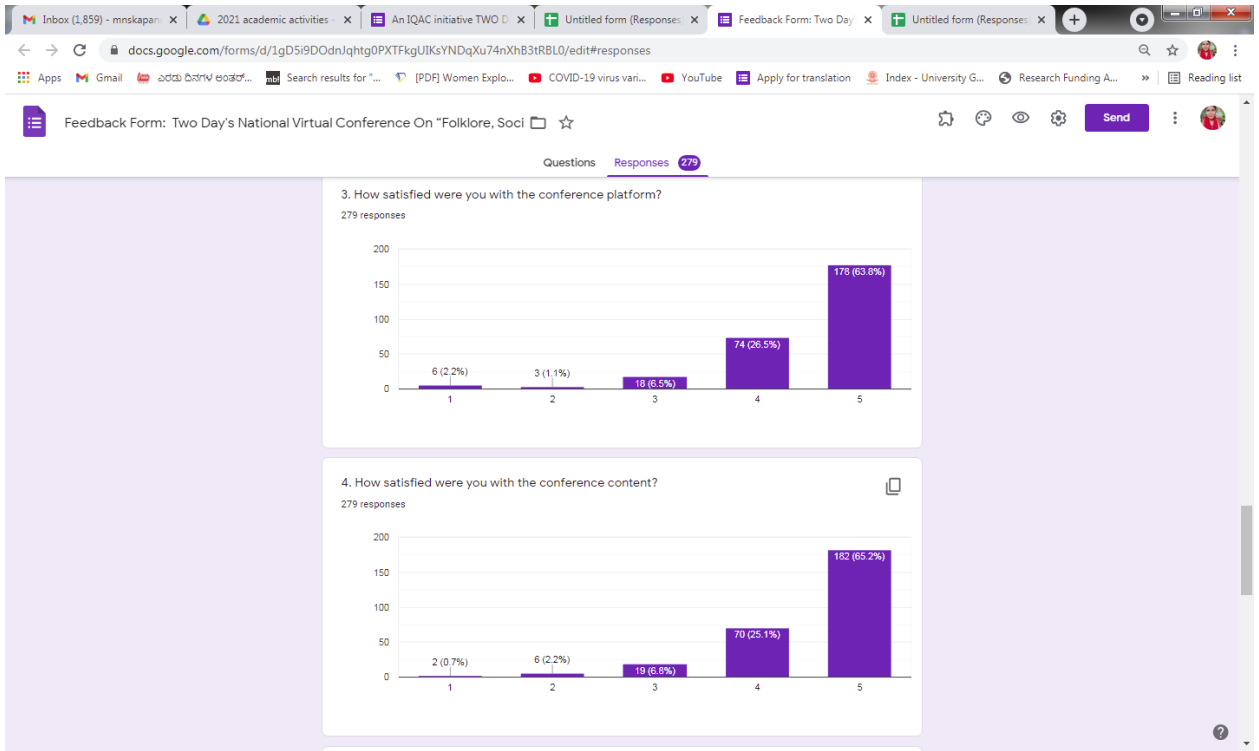 Inbox (1,859) - mnskapan
2021 academic activities -
An IQAC initiative TWO D
Untitled form (Responses)
Feedback Form: Two Day
Untitled form (Responses
docs.google.com/forms/d/1gD5i9DOdnJqhtg0PXTFkgUIKsYNDqXu74nXhB3tRBL0/edit#responses
Apps Gmail ಎರಡು ದಿನಗಳ ಅಂತರ್... mbl Search results for "... [PDF] Women Explo... COVID-19 virus vari... YouTube Apply for translation Index - University G... Research Funding A... » Reading list
Feedback Form: Two Day's National Virtual Conference On "Folklore, Soci
Send
Questions Responses 279
3. How satisfied were you with the conference platform?
279 responses
200
150
100
50
0
6 (2.2%) 3 (1.1%) 18 (6.5%) 74 (26.5%) 178 (63.8%)
1 2 3 4 5
4. How satisfied were you with the conference content?
279 responses
200
150
100
50
0
2 (0.7%) 6 (2.2%) 19 (6.8%) 70 (25.1%) 182 (65.2%)
1 2 3 4 5